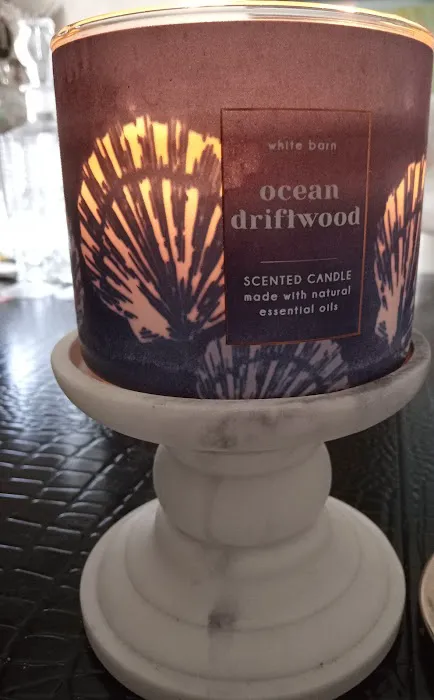 white barn
ocean
driftwood
SCENTED CANDLE
made with natural
essential oils